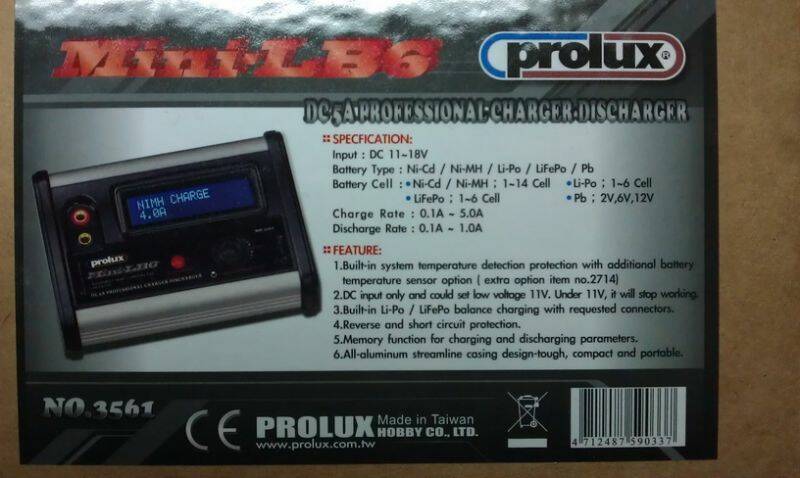 Mini-LB6
prolux®
DC 5A PROFESSIONAL CHARGER-DISCHARGER
SPECFICATION:
Input : DC 11~18V
Battery Type : Ni-Cd / Ni-MH / Li-Po / LiFePo / Pb
Battery Cell : • Ni-Cd / Ni-MH ; 1~14 Cell • Li-Po ; 1~6 Cell
• LiFePo ; 1~6 Cell • Pb ; 2V,6V,12V
Charge Rate : 0.1A ~ 5.0A
Discharge Rate : 0.1A ~ 1.0A
FEATURE:
1.Built-in system temperature detection protection with additional battery
temperature sensor option ( extra option item no.2714)
2.DC input only and could set low voltage 11V. Under 11V, it will stop working.
3.Built-in Li-Po / LiFePo balance charging with requested connectors.
4.Reverse and short circuit protection.
5.Memory function for charging and discharging parameters.
6.All-aluminum streamline casing design-tough, compact and portable.
NIMH CHARGE
4.0A
prolux
Mini-LB6
DC 5A PROFESSIONAL CHARGER DISCHARGER
NO.3561
CE
PROLUX Made in Taiwan
HOBBY CO., LTD.
www.prolux.com.tw
4 712487 590337